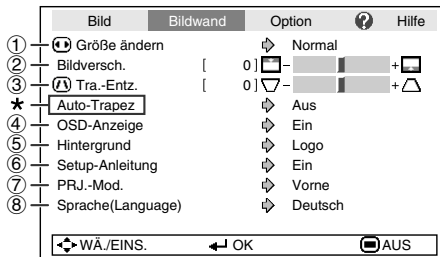 Bild Bildwand Option ? Hilfe
① Größe ändern Normal
② Bildversch. [ 0 ] - +
③ Tra.-Entz. [ 0 ] - +
* Auto-Trapez Aus
④ OSD-Anzeige Ein
⑤ Hintergrund Logo
⑥ Setup-Anleitung Ein
⑦ PRJ.-Mod. Vorne
⑧ Sprache(Language) Deutsch
WÄ./EINS. OK AUS